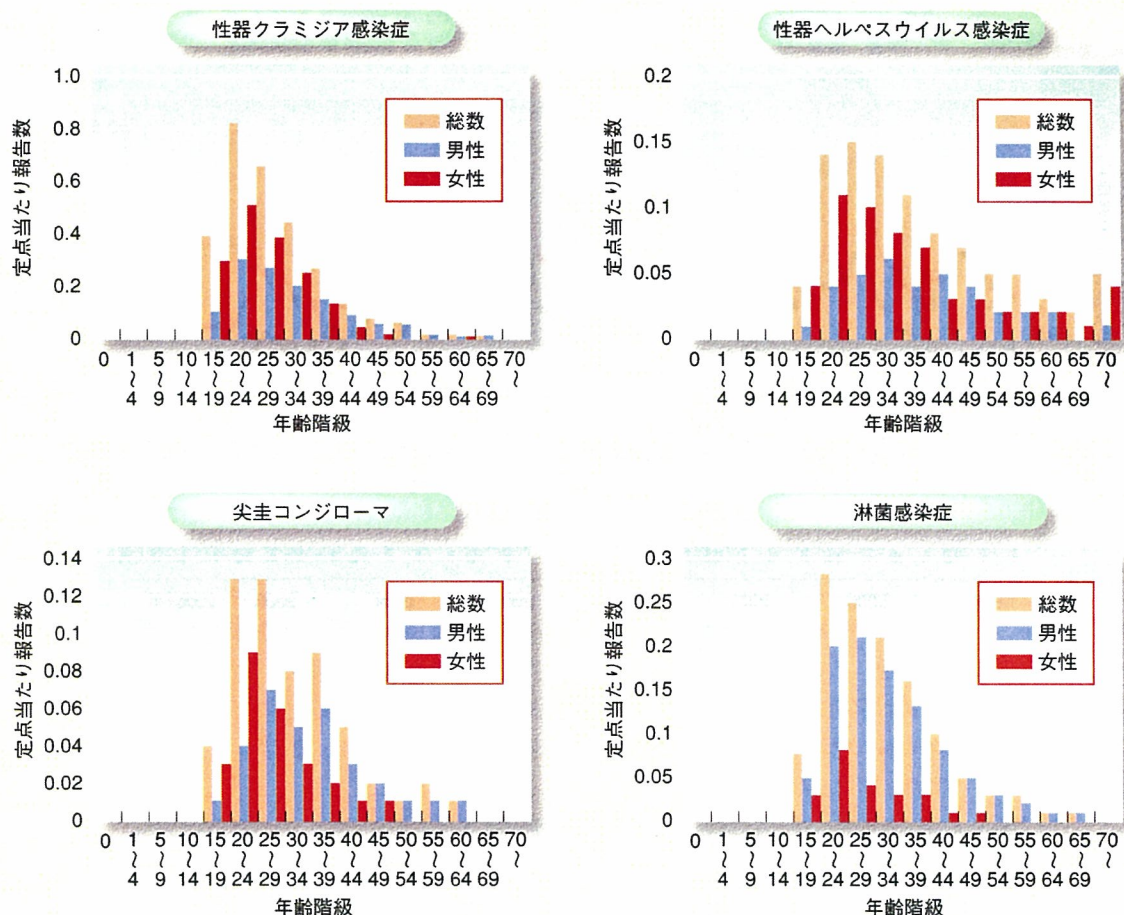 性器クラミジア感染症
定点当たり報告数
1.0
0.8
0.6
0.4
0.2
0
総数
男性
女性
0 1 5 10 15 20 25 30 35 40 45 50 55 60 65 70
〜 〜 〜 〜 〜 〜 〜 〜 〜 〜 〜 〜 〜 〜 〜
4 9 14 19 24 29 34 39 44 49 54 59 64 69
年齢階級
性器ヘルペスウイルス感染症
定点当たり報告数
0.2
0.15
0.1
0.05
0
総数
男性
女性
0 1 5 10 15 20 25 30 35 40 45 50 55 60 65 70
〜 〜 〜 〜 〜 〜 〜 〜 〜 〜 〜 〜 〜 〜 〜
4 9 14 19 24 29 34 39 44 49 54 59 64 69
年齢階級
尖圭コンジローマ
定点当たり報告数
0.14
0.12
0.1
0.08
0.06
0.04
0.02
0
総数
男性
女性
0 1 5 10 15 20 25 30 35 40 45 50 55 60 65 70
〜 〜 〜 〜 〜 〜 〜 〜 〜 〜 〜 〜 〜 〜 〜
4 9 14 19 24 29 34 39 44 49 54 59 64 69
年齢階級
淋菌感染症
定点当たり報告数
0.3
0.25
0.2
0.15
0.1
0.05
0
総数
男性
女性
0 1 5 10 15 20 25 30 35 40 45 50 55 60 65 70
〜 〜 〜 〜 〜 〜 〜 〜 〜 〜 〜 〜 〜 〜 〜
4 9 14 19 24 29 34 39 44 49 54 59 64 69
年齢階級